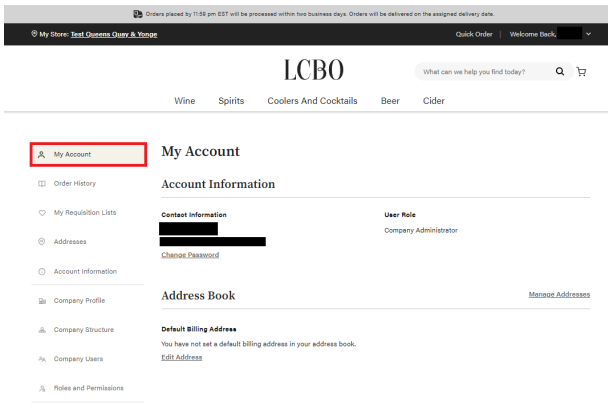 Orders placed by 11:59 pm EST will be processed within two business days. Orders will be delivered on the assigned delivery date.
My Store: Test Queens Quay & Yonge
Quick Order | Welcome Back,
LCBO
What can we help you find today?
Wine Spirits Coolers And Cocktails Beer Cider
My Account
Order History
My Requisition Lists
Addresses
Account Information
Company Profile
Company Structure
Company Users
Roles and Permissions
My Account
Account Information
Contact Information
Change Password
User Role
Company Administrator
Address Book
Manage Addresses
Default Billing Address
You have not set a default billing address in your address book.
Edit Address